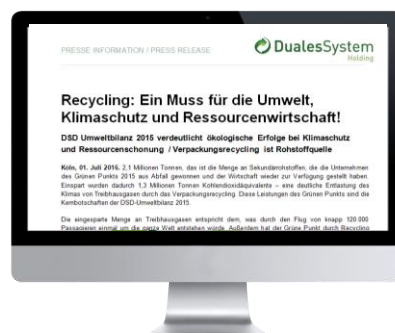 PRESSE INFORMATION / PRESS RELEASE
DualesSystem
Holding
Recycling: Ein Muss für die Umwelt,
Klimaschutz und Ressourcenwirtschaft!
DSD Umweltbilanz 2015 verdeutlicht ökologische Erfolge bei Klimaschutz
und Ressourcenschonung / Verpackungsrecycling ist Rohstoffquelle
Köln, 01. Juli 2016. 2,1 Millionen Tonnen, das ist die Menge an Sekundärrohstoffen, die die Unternehmen
des Grünen Punkts 2015 aus Abfall gewonnen und der Wirtschaft wieder zur Verfügung gestellt haben.
Einspart wurden dadurch 1,3 Millionen Tonnen Kohlendioxidäquivalente – eine deutliche Entlastung des
Klimas von Treibhausgasen durch das Verpackungsrecycling. Diese Leistungen des Grünen Punkts sind die
Kernbotschaften der DSD-Umweltbilanz 2015.
Die eingesparte Menge an Treibhausgasen entspricht dem, was durch den Flug von knapp 120.000
Passagieren einmal um die ganze Welt entstehen würde. Außerdem hat der Grüne Punkt durch Recycling